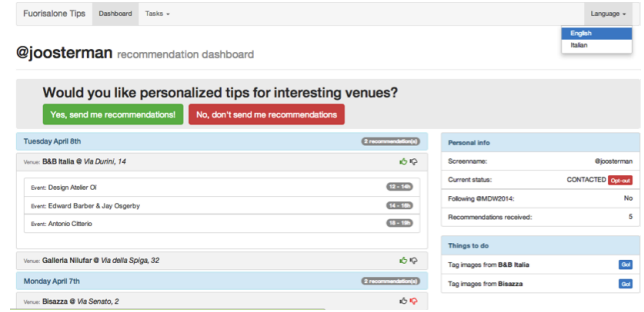 Fuorisalone Tips Dashboard Tasks Language
English
Italian
@joosterman recommendation dashboard
Would you like personalized tips for interesting venues?
Yes, send me recommendations! No, don't send me recommendations
Tuesday April 8th 2 recommendation(s)
Venue: B&B Italia @ Via Durini, 14
Event: Design Atelier OI 13 - 14h
Event: Edward Barber & Jay Osgerby 14 - 16h
Event: Antonio Citterio
Venue: Galleria Nilufar @ Via della Spiga, 32
Monday April 7th 2 recommendation(s)
Venue: Bisazza @ Via Senato, 2
Personal info
Screenname: @joosterman
Current status: CONTACTED Opt-out
Following @MDW2014: No
Recommendations received: 5
Things to do
Tag images from B&B Italia Go!
Tag images from Bisazza Go!